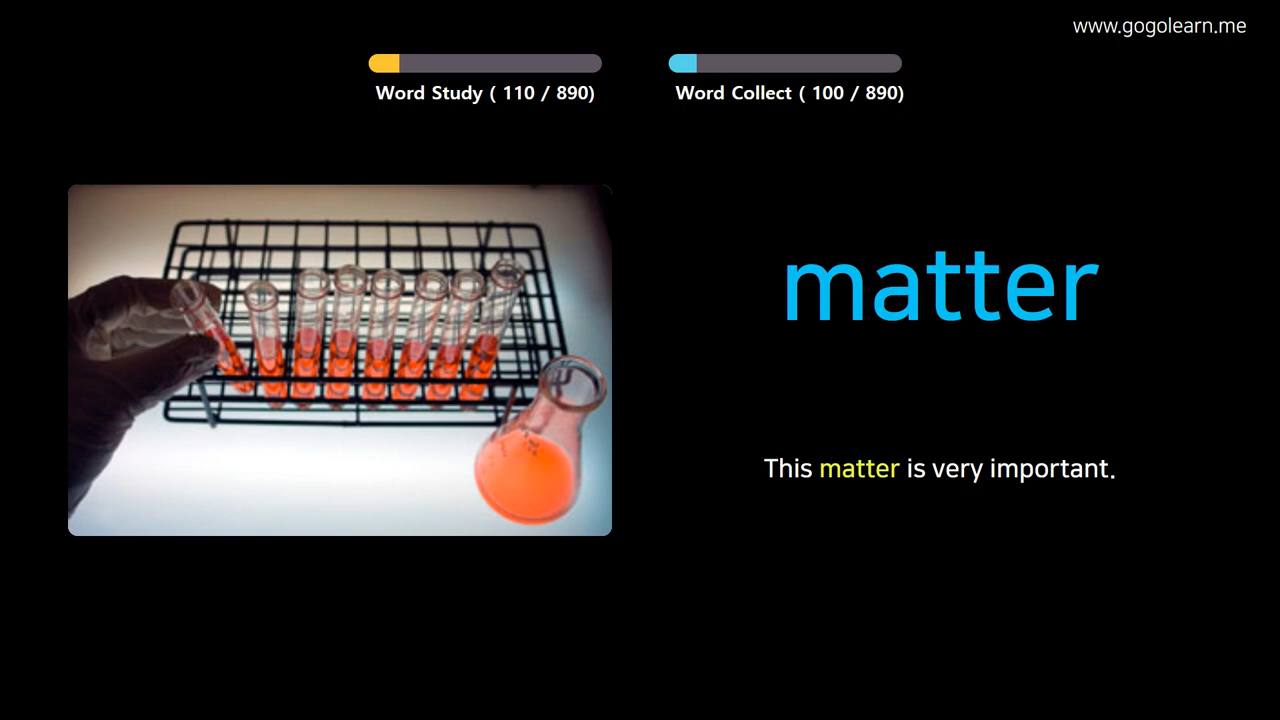 www.gogolearn.me
Word Study ( 110 / 890)
Word Collect ( 100 / 890)
matter
This matter is very important.